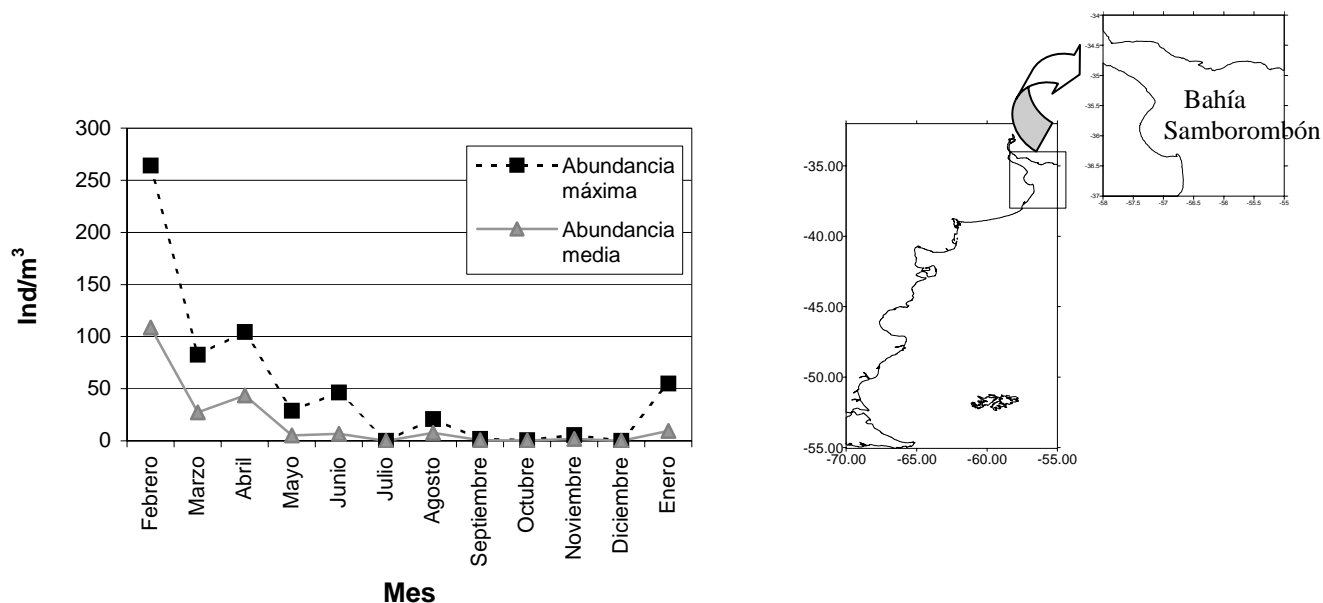 300
250
200
150
100
50
0
Ind/m³
Abundancia
máxima
Abundancia
media
Febrero
Marzo
Abril
Mayo
Junio
Julio
Agosto
Septiembre
Octubre
Noviembre
Diciembre
Enero
Mes
-34
-34.5
-35
-35.5
-36
-36.5
-37
-58
-57.5
-57
-56.5
-56
-55.5
-55
Bahía
Samborombón
-35.00
-40.00
-45.00
-50.00
-55.00
-70.00
-65.00
-60.00
-55.00